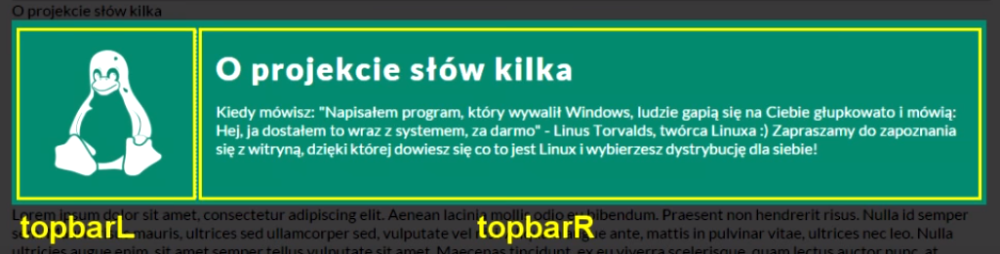 O projekcie słów kilka
O projekcie słów kilka
Kiedy mówisz: "Napisałem program, który wywalił Windows, ludzie gapią się na Ciebie głupkowato i mówią:
Hej, ja dostałem to wraz z systemem, za darmo" - Linus Torvalds, twórca Linuxa :) Zapraszamy do zapoznania
się z witryną, dzięki której dowiesz się co to jest Linux i wybierzesz dystrybucję dla siebie!
Lorem ipsum dolor sit amet, consectetur adipiscing elit. Aenean lacinia mollis odio eu bibendum. Praesent non hendrerit risus. Nulla id semper
topbarL mauris, ultrices sed ullamcorper sed, vulputate vel topbarR ante, mattis in pulvinar vitae, ultrices nec leo. Nulla
ultricies augue enim, sit amet semper tellus vulputate sit amet. Maecenas tincidunt, ex eu viverra scelerisque, quam lectus auctor nunc, at